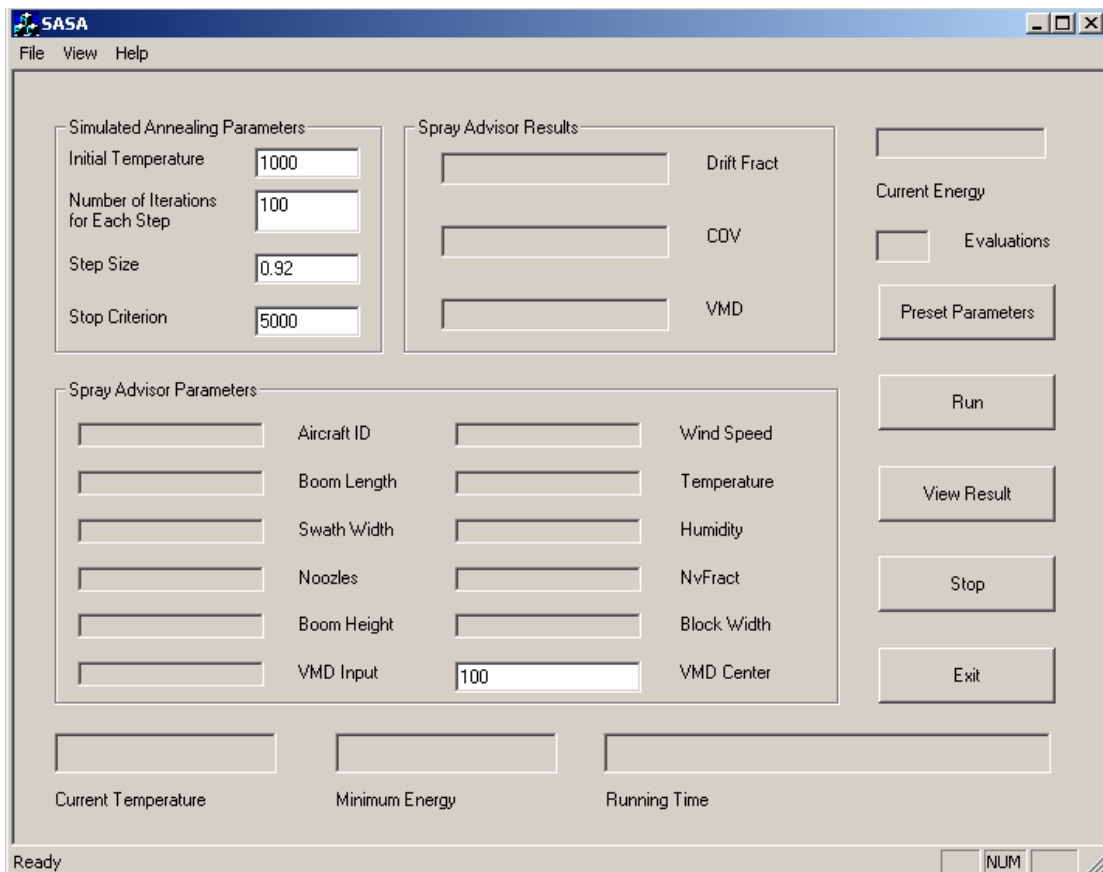 SASA
File View Help
Simulated Annealing Parameters
Initial Temperature 1000
Number of Iterations
for Each Step 100
Step Size 0.92
Stop Criterion 5000
Spray Advisor Results
Drift Fract
COV
VMD
Current Energy
Evaluations
Preset Parameters
Run
View Result
Stop
Exit
Spray Advisor Parameters
Aircraft ID Wind Speed
Boom Length Temperature
Swath Width Humidity
Noozles NvFract
Boom Height Block Width
VMD Input 100 VMD Center
Current Temperature Minimum Energy Running Time
Ready NUM